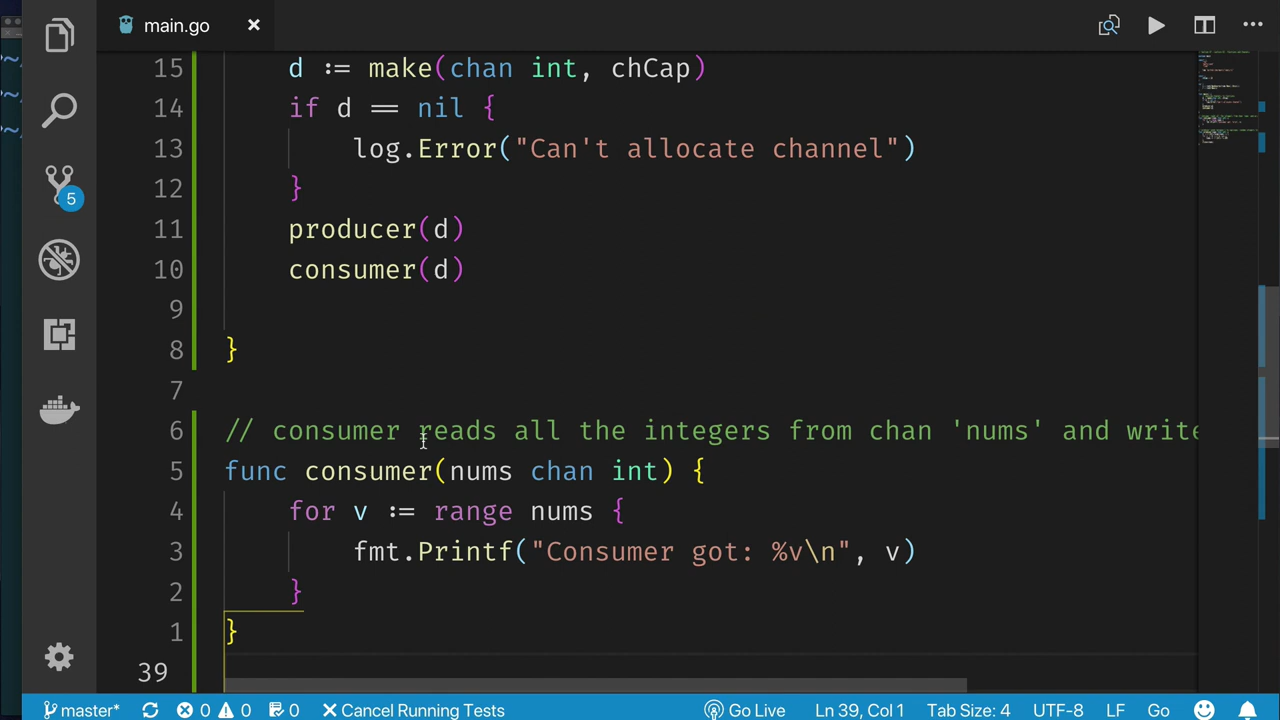 main.go
15 d := make(chan int, chCap)
14 if d == nil {
13 log.Error("Can't allocate channel")
12 }
11 producer(d)
10 consumer(d)
9
8 }
7
6 // consumer reads all the integers from chan 'nums' and write
5 func consumer(nums chan int) {
4 for v := range nums {
3 fmt.Printf("Consumer got: %v\n", v)
2 }
1 }
39
5
master* 0 0 0 Cancel Running Tests Go Live Ln 39, Col 1 Tab Size: 4 UTF-8 LF Go